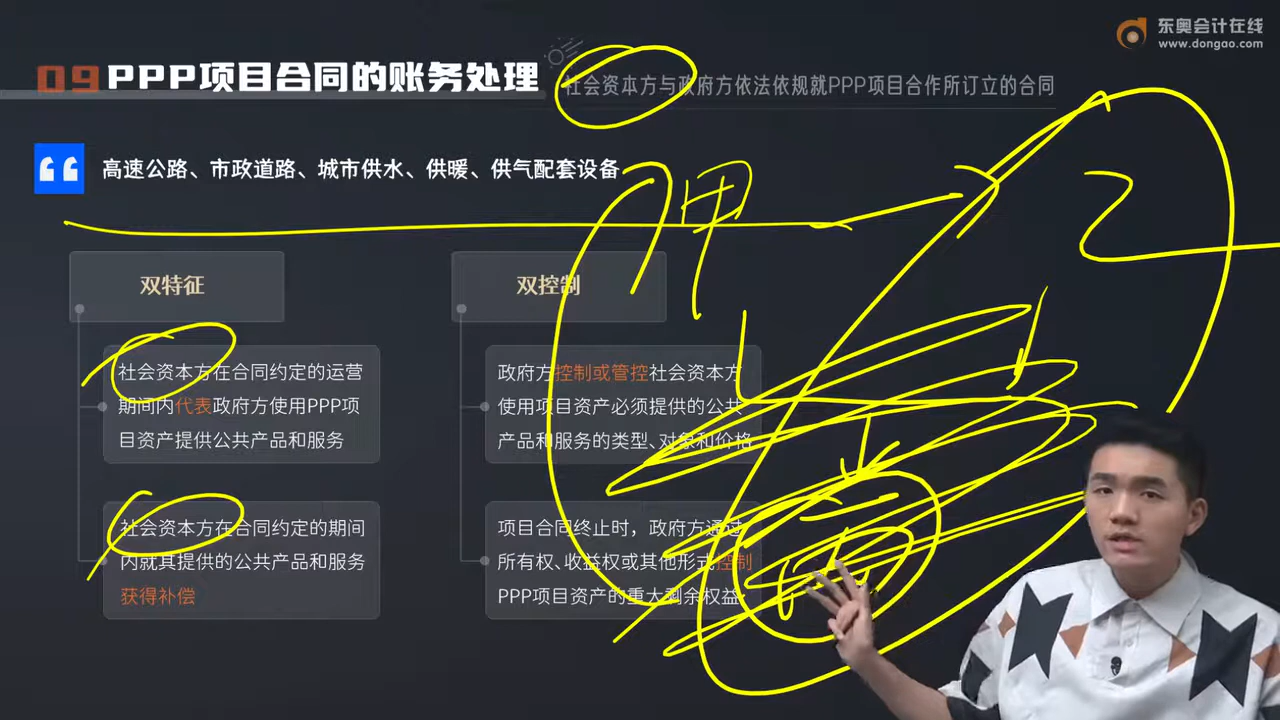 东奥会计在线
www.dongao.com
09 PPP项目合同的账务处理
社会资本方与政府方依法依规就PPP项目合作所订立的合同
高速公路、市政道路、城市供水、供暖、供气配套设备
甲
乙
双特征
社会资本方在合同约定的运营
期间内代表政府方使用PPP项
目资产提供公共产品和服务
社会资本方在合同约定的期间
内就其提供的公共产品和服务
获得补偿
双控制
政府方控制或管控社会资本方
使用项目资产必须提供的公共
产品和服务的类型、对象和价格
项目合同终止时，政府方通过
所有权、收益权或其他形式控制
PPP项目资产的重大剩余权益